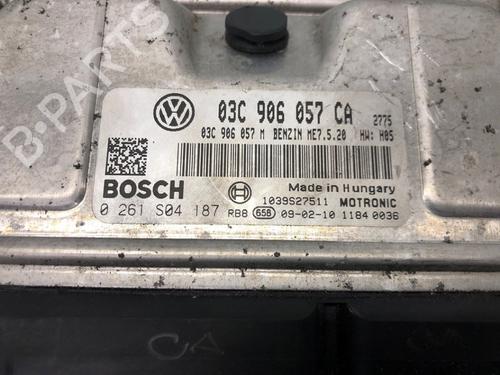 03C 906 057 CA 2775
03C 906 057 M BENZIN ME7.5.20 HW: H05
BOSCH
Made in Hungary
1039S27511 MOTRONIC
0 261 S04 187 RB8 658 09-02-10 1184 0036
CA
B-PARTS